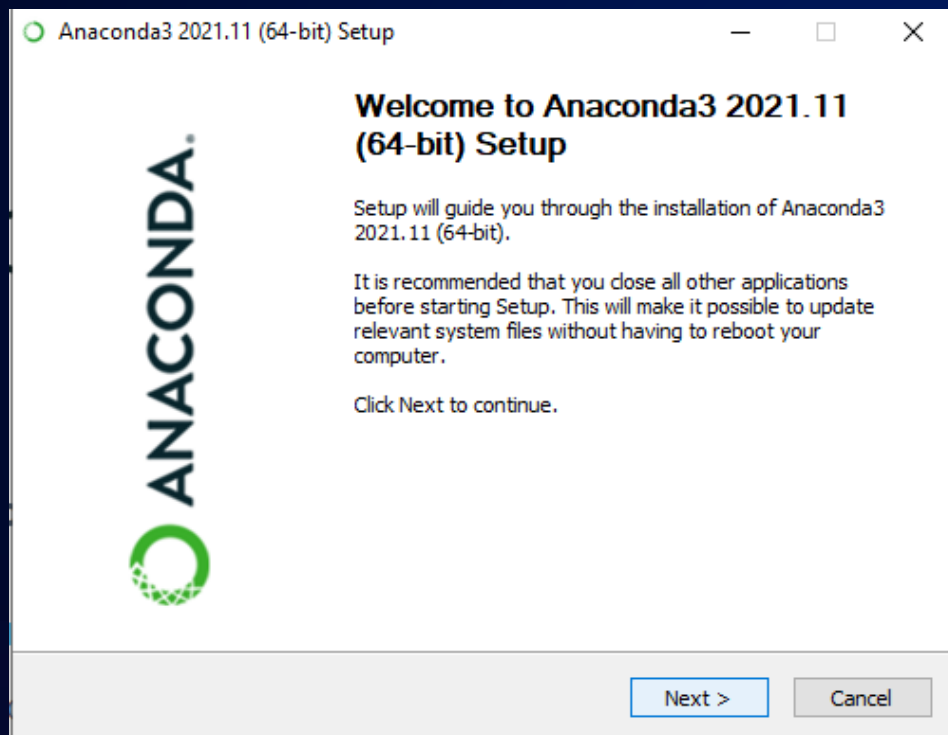 Anaconda3 2021.11 (64-bit) Setup
Welcome to Anaconda3 2021.11
(64-bit) Setup
ANACONDA.
Setup will guide you through the installation of Anaconda3
2021.11 (64-bit).
It is recommended that you close all other applications
before starting Setup. This will make it possible to update
relevant system files without having to reboot your
computer.
Click Next to continue.
Next >
Cancel